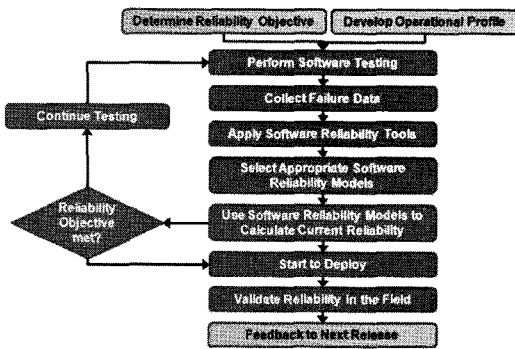 Determine Reliability Objective
Develop Operational Profile
Perform Software Testing
Collect Failure Data
Continue Testing
Apply Software Reliability Tools
Select Appropriate Software
Reliability Models
Reliability
Objective
met?
Use Software Reliability Models to
Calculate Current Reliability
Start to Deploy
Validate Reliability in the Field
Feedback to Next Release